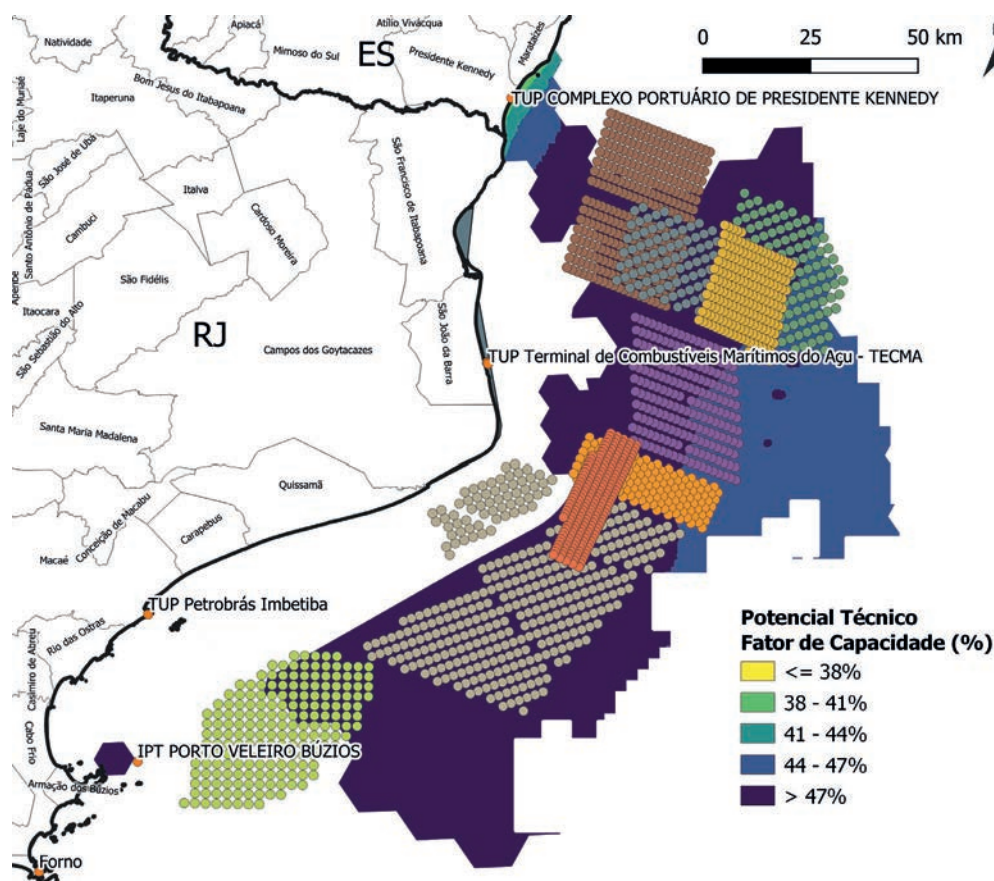 Apiacá
Atílio Vivácqua
Natividade
Mimoso do Sul
ES
Presidente Kennedy
Marataízes
0 25 50 km
Laje do Muriaé
Itaperuna
Bom Jesus do Itabapoana
TUP COMPLEXO PORTUÁRIO DE PRESIDENTE KENNEDY
São José de Ubá
Santo Antônio de Pádua
Italva
São Francisco de Itabapoana
Cambuci
Cardoso Moreira
Aperibé
São Fidélis
Itaocara
São Sebastião do Alto
RJ
Campos dos Goytacazes
São João da Barra
TUP Terminal de Combustíveis Marítimos do Açu - TECMA
Santa Maria Madalena
Quissamã
Conceição de Macabu
Carapebus
Macaé
TUP Petrobrás Imbetiba
Rio das Ostras
Casimiro de Abreu
Cabo Frio
IPT PORTO VELEIRO BÚZIOS
Armação dos Búzios
Forno
Potencial Técnico
Fator de Capacidade (%)
<= 38%
38 - 41%
41 - 44%
44 - 47%
> 47%